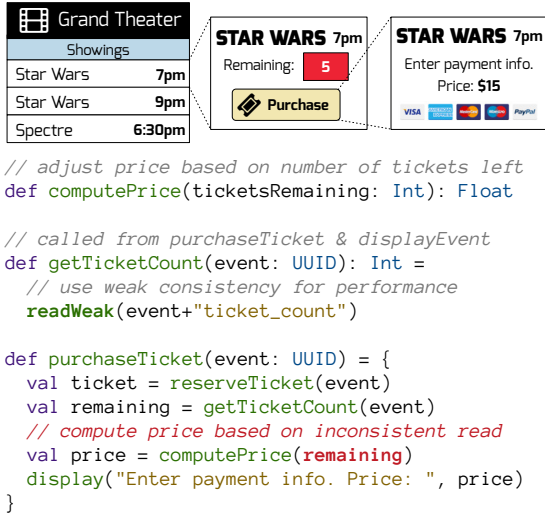 Grand Theater
Showings
Star Wars 7pm
Star Wars 9pm
Spectre 6:30pm
STAR WARS 7pm
Remaining: 5
Purchase
STAR WARS 7pm
Enter payment info.
Price: $15
VISA MasterCard Maestro PayPal
// adjust price based on number of tickets left
def computePrice(ticketsRemaining: Int): Float
// called from purchaseTicket & displayEvent
def getTicketCount(event: UUID): Int =
// use weak consistency for performance
readWeak(event+"ticket_count")
def purchaseTicket(event: UUID) = {
val ticket = reserveTicket(event)
val remaining = getTicketCount(event)
// compute price based on inconsistent read
val price = computePrice(remaining)
display("Enter payment info. Price: ", price)
}